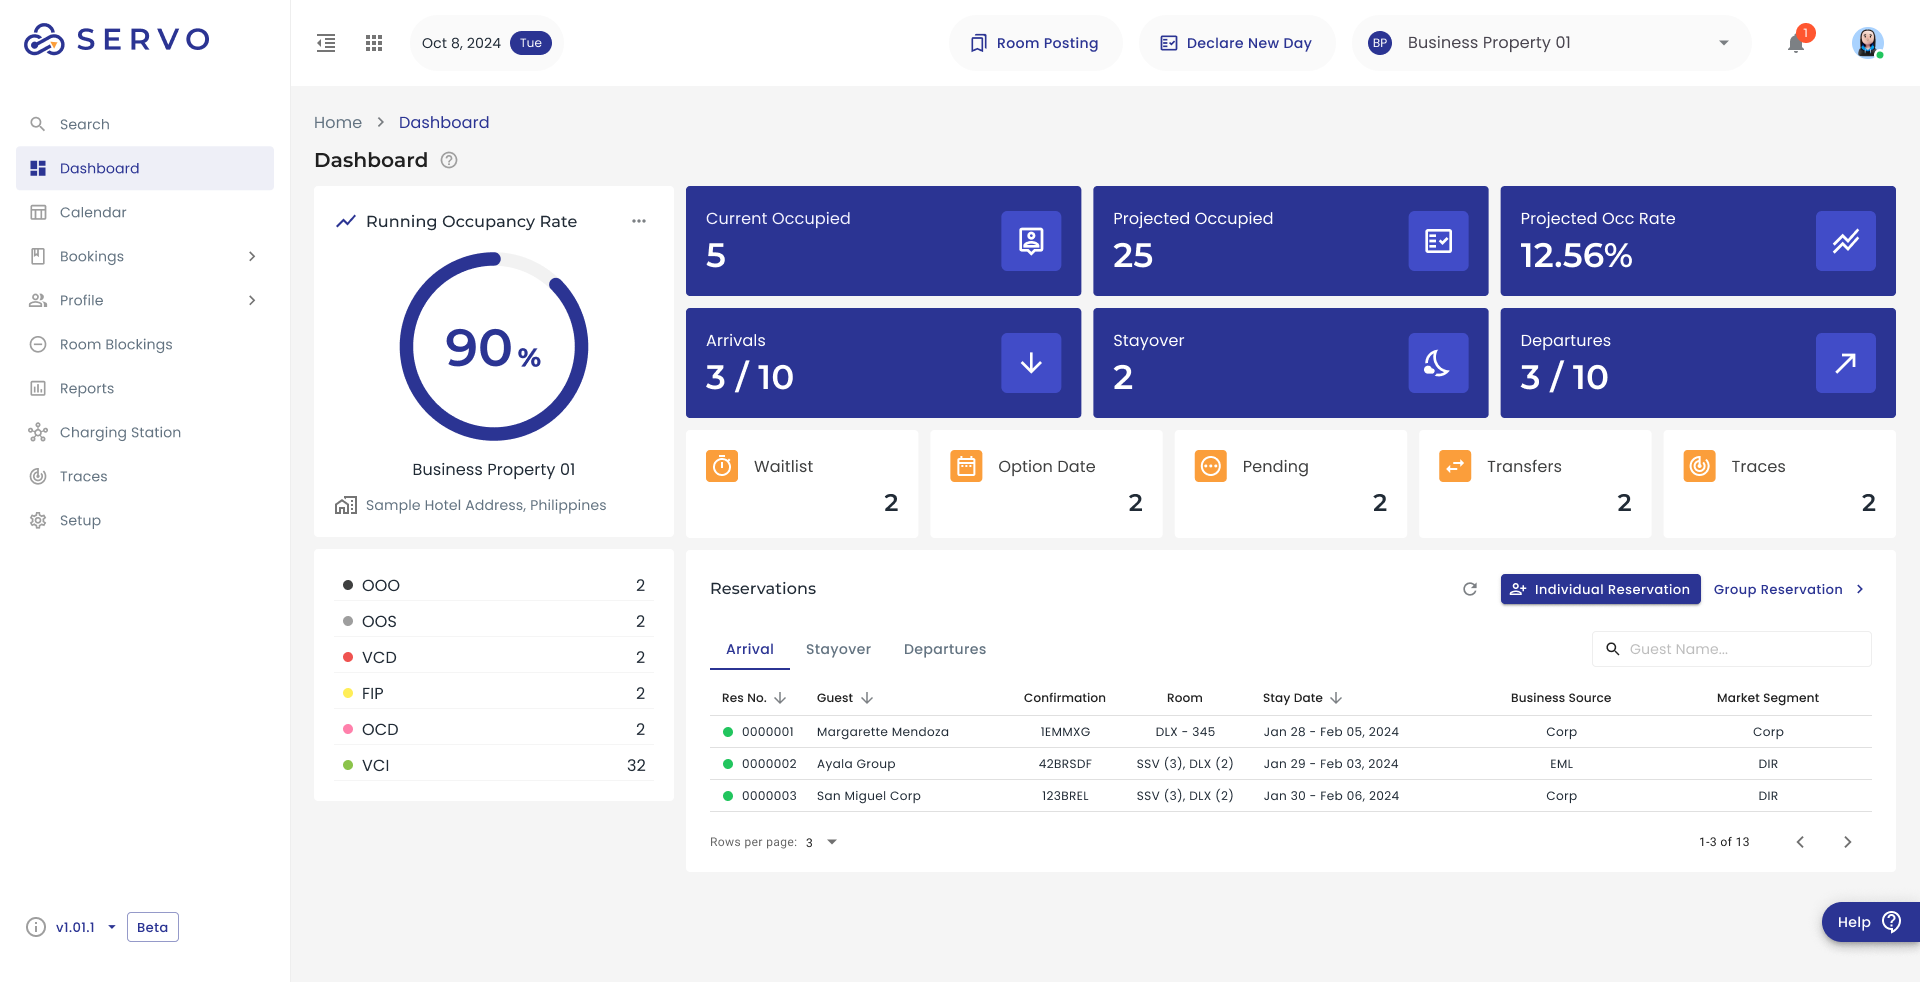 SERVO
Oct 8, 2024 Tue
Room Posting
Declare New Day
BP Business Property 01
1
Search
Dashboard
Calendar
Bookings
Profile
Room Blockings
Reports
Charging Station
Traces
Setup
v1.01.1 Beta
Home > Dashboard
Dashboard
Running Occupancy Rate
90 %
Business Property 01
Sample Hotel Address, Philippines
Current Occupied
5
Projected Occupied
25
Projected Occ Rate
12.56%
Arrivals
3 / 10
Stayover
2
Departures
3 / 10
Waitlist
2
Option Date
2
Pending
2
Transfers
2
Traces
2
OOO 2
OOS 2
VCD 2
FIP 2
OCD 2
VCI 32
Reservations
Individual Reservation
Group Reservation
Arrival Stayover Departures
Guest Name...
Res No. Guest Confirmation Room Stay Date Business Source Market Segment
0000001 Margarette Mendoza 1EMMXG DLX - 345 Jan 28 - Feb 05, 2024 Corp Corp
0000002 Ayala Group 42BRSDF SSV (3), DLX (2) Jan 29 - Feb 03, 2024 EML DIR
0000003 San Miguel Corp 123BREL SSV (3), DLX (2) Jan 30 - Feb 06, 2024 Corp DIR
Rows per page: 3
1-3 of 13
Help